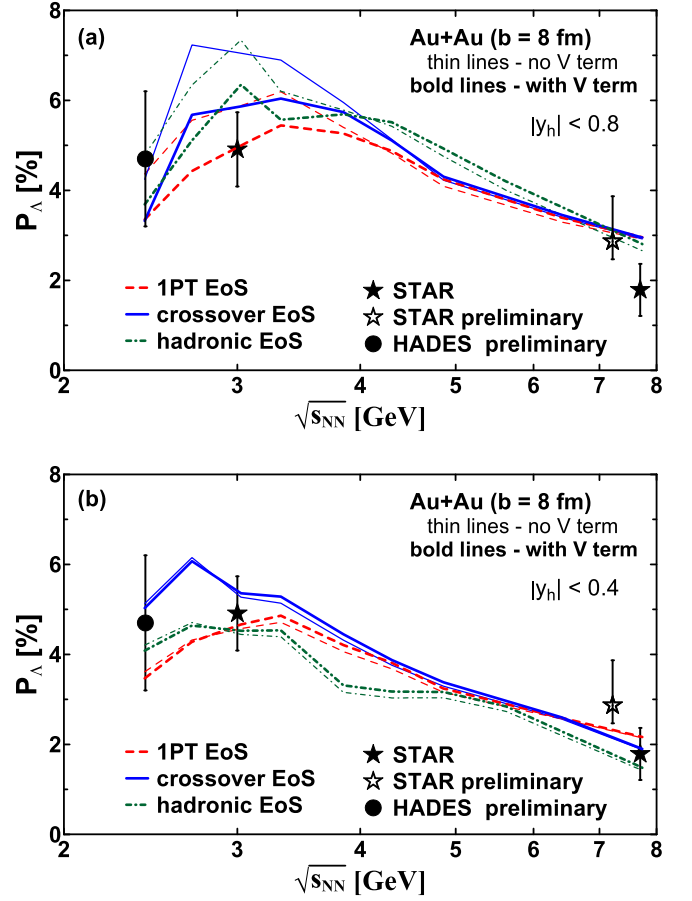 (a)
Au+Au (b = 8 fm)
thin lines - no V term
bold lines - with V term
|y_h| < 0.8
8
6
4
2
0
P_Λ [%]
1PT EoS
crossover EoS
hadronic EoS
STAR
STAR preliminary
HADES preliminary
2 3 4 5 6 7 8
√s_NN [GeV]
(b)
Au+Au (b = 8 fm)
thin lines - no V term
bold lines - with V term
|y_h| < 0.4
8
6
4
2
0
P_Λ [%]
1PT EoS
crossover EoS
hadronic EoS
STAR
STAR preliminary
HADES preliminary
2 3 4 5 6 7 8
√s_NN [GeV]